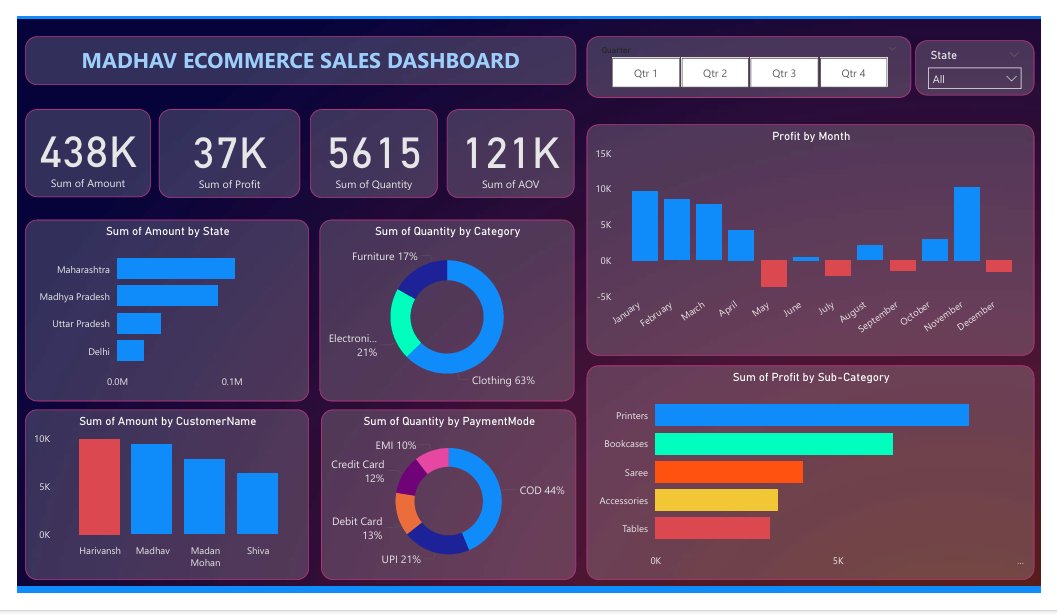 MADHAV ECOMMERCE SALES DASHBOARD
Quarter
Qtr 1
Qtr 2
Qtr 3
Qtr 4
State
All
438K
Sum of Amount
37K
Sum of Profit
5615
Sum of Quantity
121K
Sum of AOV
Profit by Month
15K
10K
5K
0K
-5K
January
February
March
April
May
June
July
August
September
October
November
December
Sum of Amount by State
Maharashtra
Madhya Pradesh
Uttar Pradesh
Delhi
0.0M
0.1M
Sum of Quantity by Category
Furniture 17%
Electroni...
21%
Clothing 63%
Sum of Profit by Sub-Category
Printers
Bookcases
Saree
Accessories
Tables
0K
5K
...
Sum of Amount by CustomerName
10K
5K
0K
Harivansh
Madhav
Madan
Mohan
Shiva
Sum of Quantity by PaymentMode
EMI 10%
Credit Card
12%
COD 44%
Debit Card
13%
UPI 21%